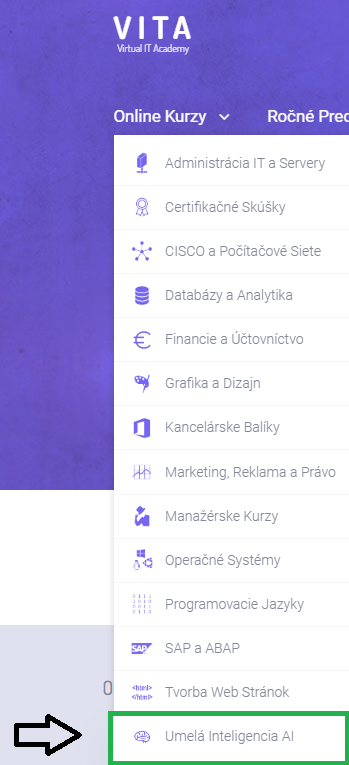 VITA
Virtual IT Academy
Online Kurzy Ročné Pred
Administrácia IT a Servery
Certifikačné Skúšky
CISCO a Počítačové Siete
Databázy a Analytika
Financie a Účtovníctvo
Grafika a Dizajn
Kancelárske Balíky
Marketing, Reklama a Právo
Manažérske Kurzy
Operačné Systémy
Programovacie Jazyky
SAP SAP a ABAP
<html>
</html> Tvorba Web Stránok
Umelá Inteligencia AI